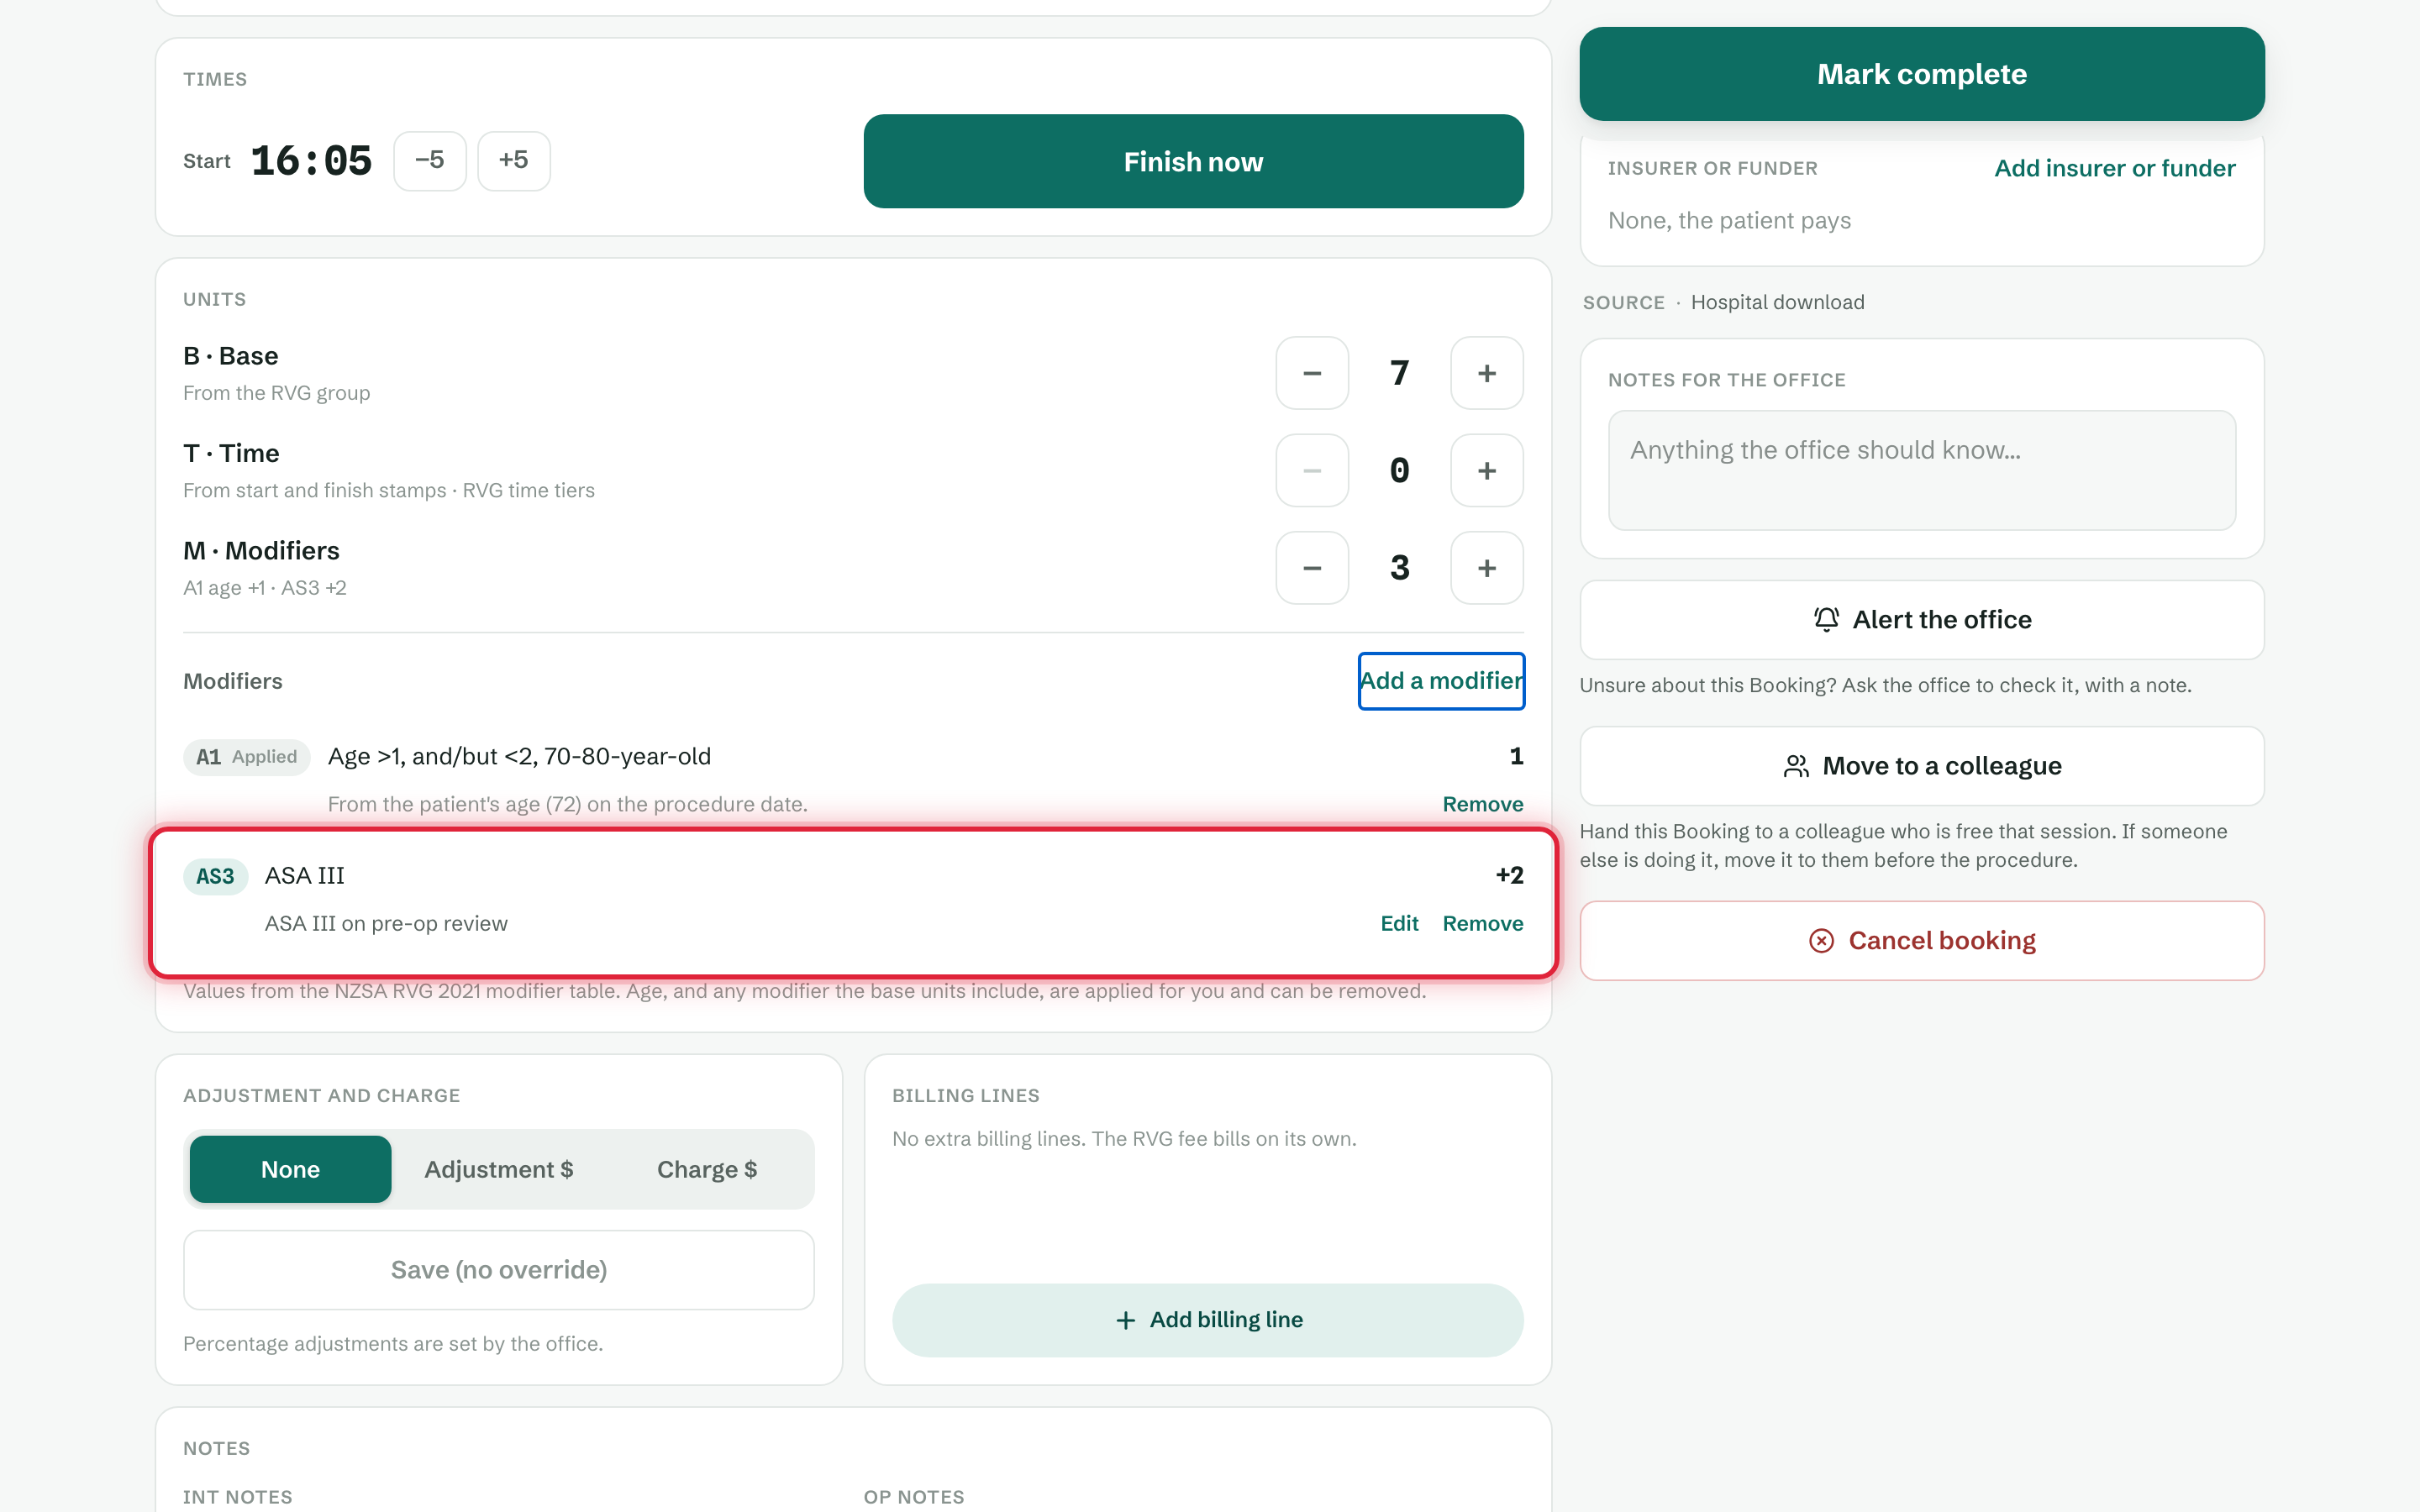 TIMES
Start 16:05 −5 +5
Finish now
UNITS
B · Base
From the RVG group
− 7 +
T · Time
From start and finish stamps · RVG time tiers
− 0 +
M · Modifiers
A1 age +1 · AS3 +2
− 3 +
Modifiers
Add a modifier
A1 Applied Age >1, and/but <2, 70-80-year-old 1
From the patient's age (72) on the procedure date. Remove
AS3 ASA III +2
ASA III on pre-op review Edit Remove
Values from the NZSA RVG 2021 modifier table. Age, and any modifier the base units include, are applied for you and can be removed.
ADJUSTMENT AND CHARGE
None Adjustment $ Charge $
Save (no override)
Percentage adjustments are set by the office.
BILLING LINES
No extra billing lines. The RVG fee bills on its own.
+ Add billing line
NOTES
INT NOTES
OP NOTES
Mark complete
INSURER OR FUNDER
Add insurer or funder
None, the patient pays
SOURCE · Hospital download
NOTES FOR THE OFFICE
Anything the office should know...
Alert the office
Unsure about this Booking? Ask the office to check it, with a note.
Move to a colleague
Hand this Booking to a colleague who is free that session. If someone
else is doing it, move it to them before the procedure.
Cancel booking